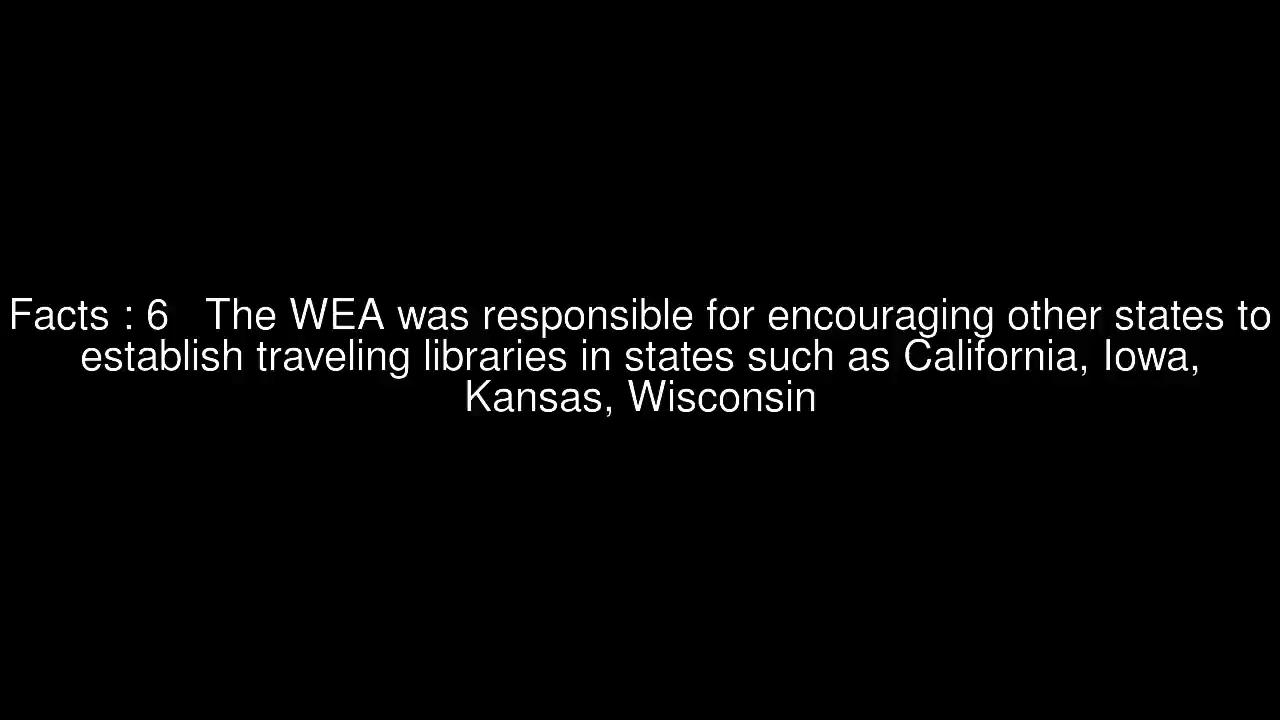 Facts : 6   The WEA was responsible for encouraging other states to
establish traveling libraries in states such as California, Iowa,
Kansas, Wisconsin